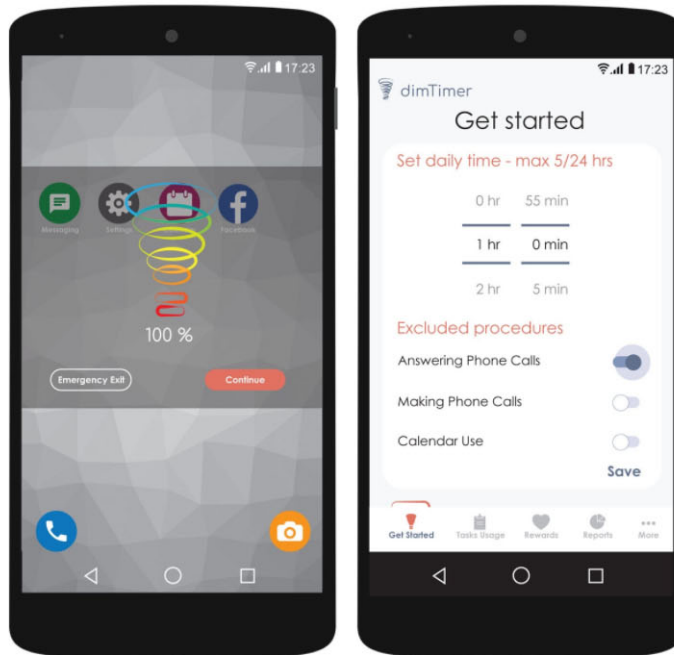 17:23
Messaging
Settings
Facebook
100 %
Emergency Exit
Continue
17:23
dimTimer
Get started
Set daily time - max 5/24 hrs
0 hr 55 min
1 hr 0 min
2 hr 5 min
Excluded procedures
Answering Phone Calls
Making Phone Calls
Calendar Use
Save
Get Started
Tasks Usage
Rewards
Reports
More